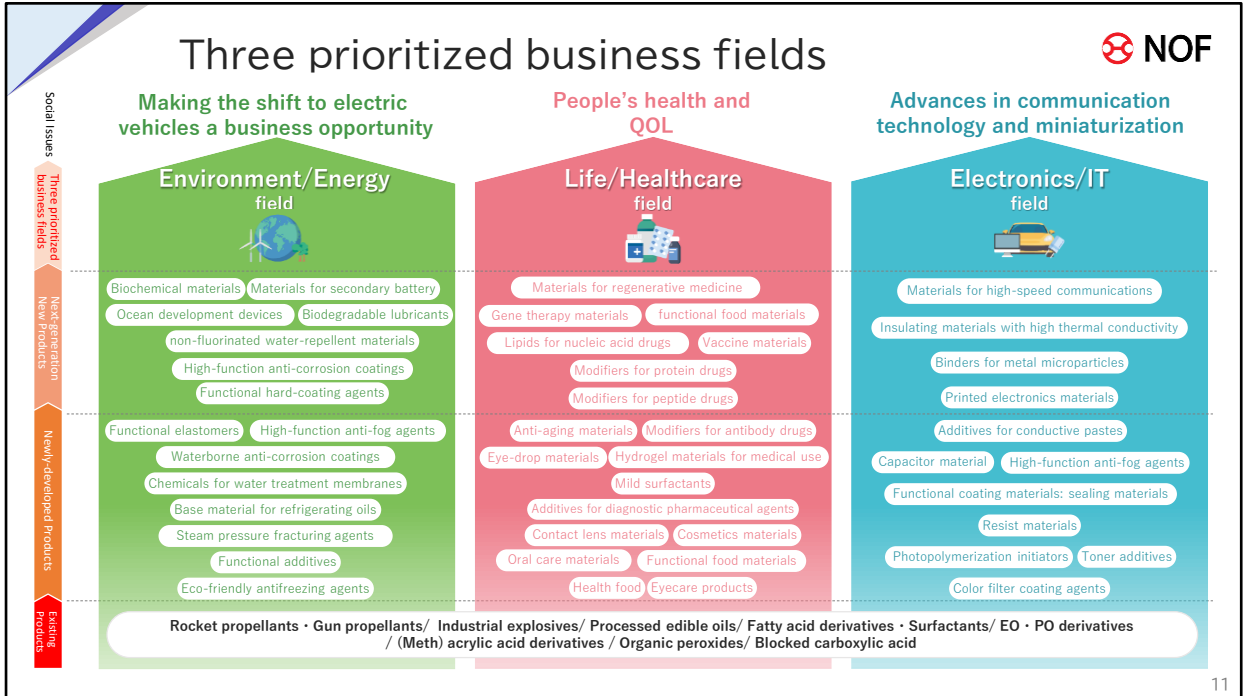 Three prioritized business fields
NOF
Social Issues
Making the shift to electric
vehicles a business opportunity
People's health and
QOL
Advances in communication
technology and miniaturization
Three prioritized
business fields
Environment/Energy
field
Life/Healthcare
field
Electronics/IT
field
Next-generation
New Products
Biochemical materials
Materials for secondary battery
Ocean development devices
Biodegradable lubricants
non-fluorinated water-repellent materials
High-function anti-corrosion coatings
Functional hard-coating agents
Materials for regenerative medicine
Gene therapy materials
functional food materials
Lipids for nucleic acid drugs
Vaccine materials
Modifiers for protein drugs
Modifiers for peptide drugs
Materials for high-speed communications
Insulating materials with high thermal conductivity
Binders for metal microparticles
Printed electronics materials
Newly-developed Products
Functional elastomers
High-function anti-fog agents
Waterborne anti-corrosion coatings
Chemicals for water treatment membranes
Base material for refrigerating oils
Steam pressure fracturing agents
Functional additives
Eco-friendly antifreezing agents
Anti-aging materials
Modifiers for antibody drugs
Eye-drop materials
Hydrogel materials for medical use
Mild surfactants
Additives for diagnostic pharmaceutical agents
Contact lens materials
Cosmetics materials
Oral care materials
Functional food materials
Health food
Eyecare products
Additives for conductive pastes
Capacitor material
High-function anti-fog agents
Functional coating materials: sealing materials
Resist materials
Photopolymerization initiators
Toner additives
Color filter coating agents
Existing
Products
Rocket propellants・Gun propellants/ Industrial explosives/ Processed edible oils/ Fatty acid derivatives・Surfactants/ EO・PO derivatives
/ (Meth) acrylic acid derivatives / Organic peroxides/ Blocked carboxylic acid
11